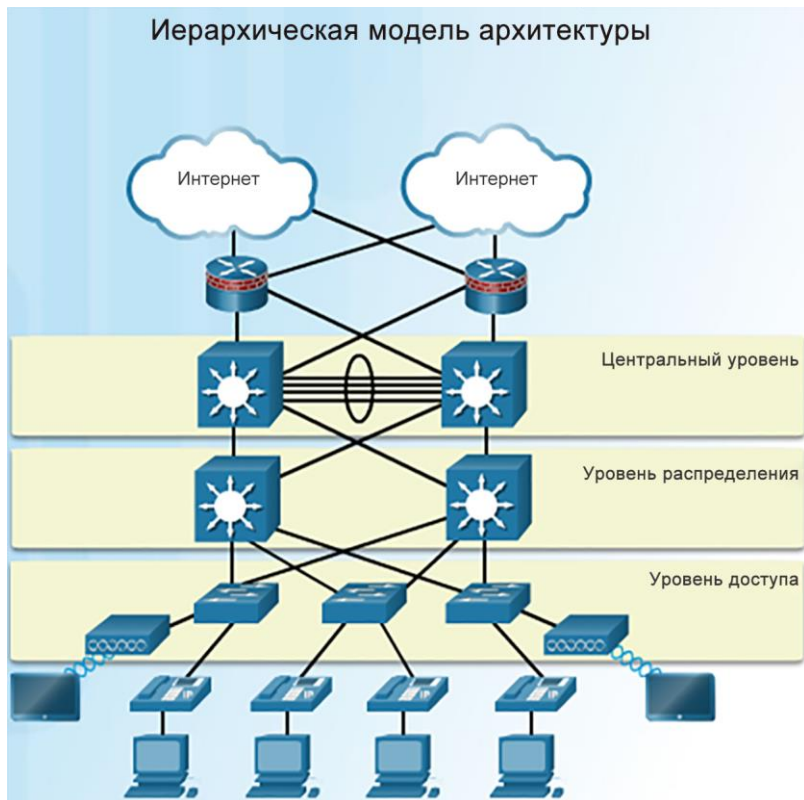 Иерархическая модель архитектуры
Интернет
Интернет
Центральный уровень
Уровень распределения
Уровень доступа